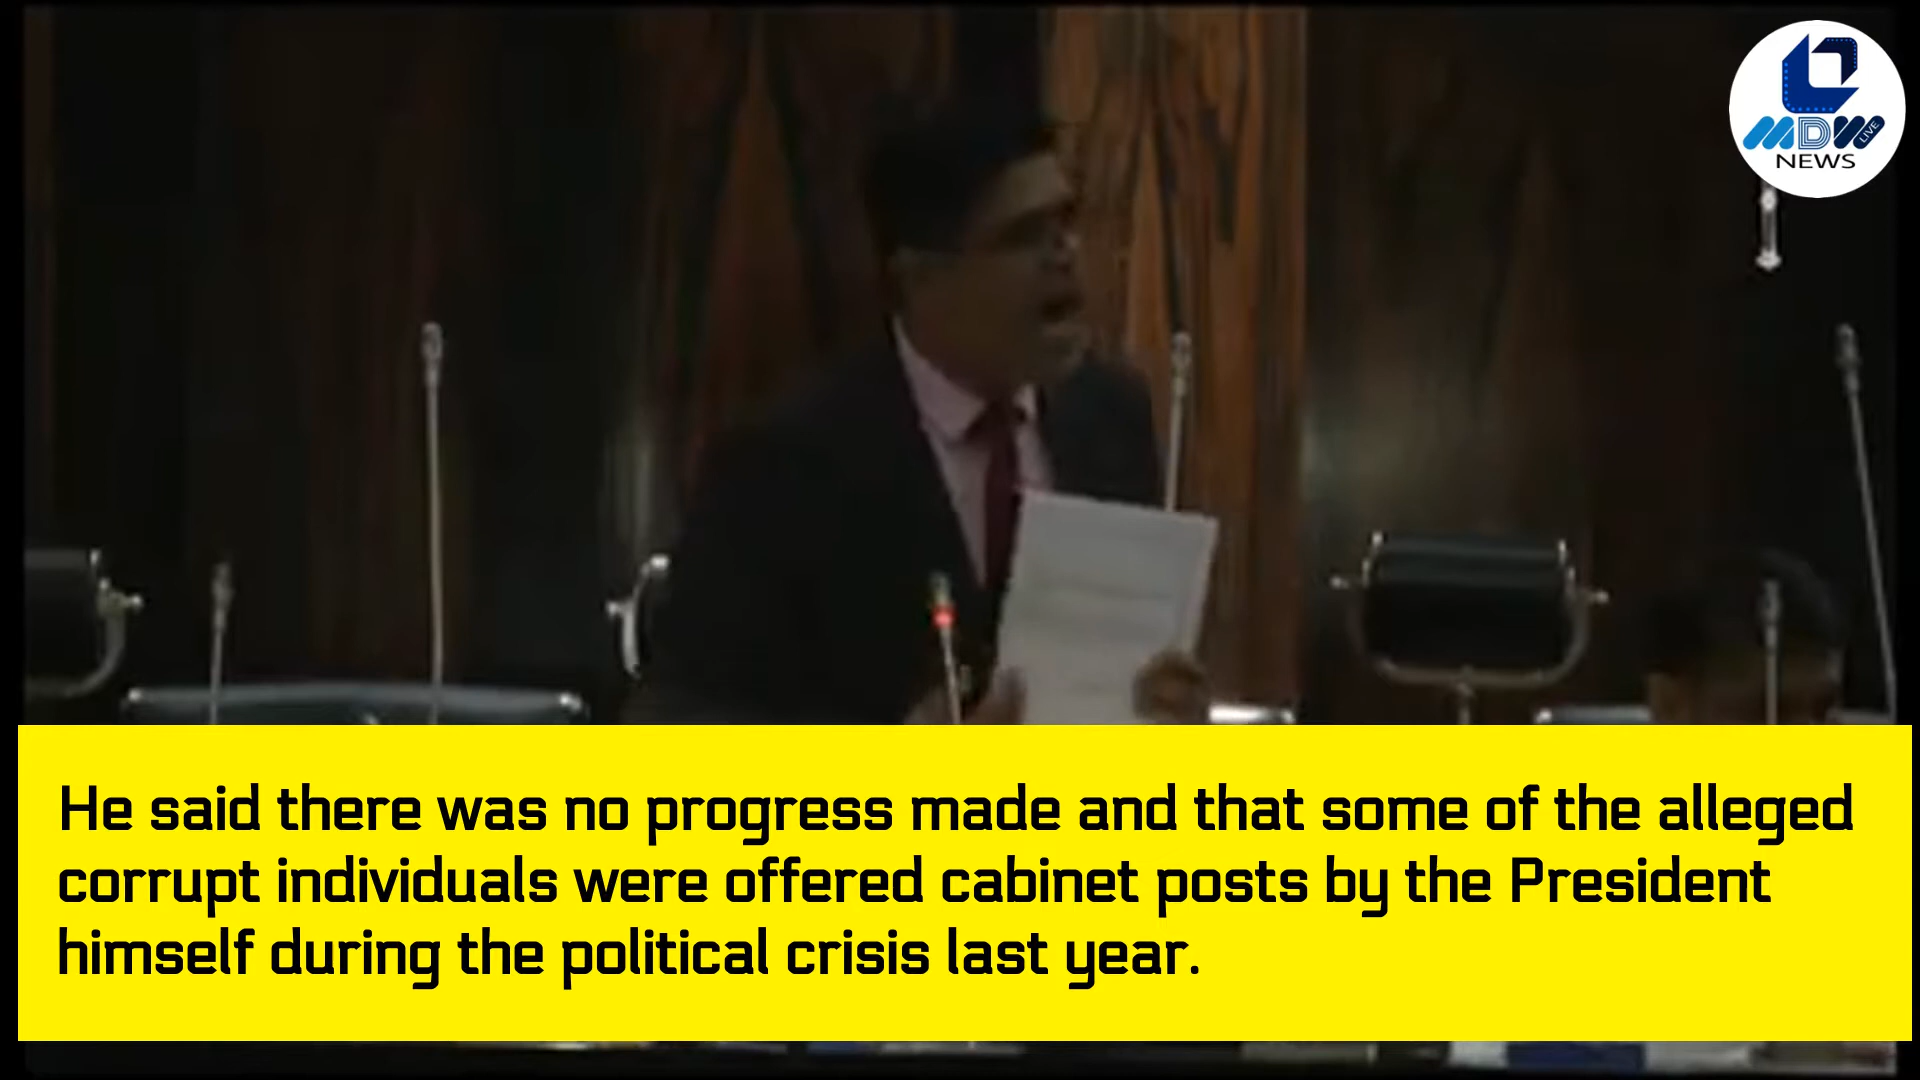 MDW LIVE
NEWS
He said there was no progress made and that some of the alleged
corrupt individuals were offered cabinet posts by the President
himself during the political crisis last year.